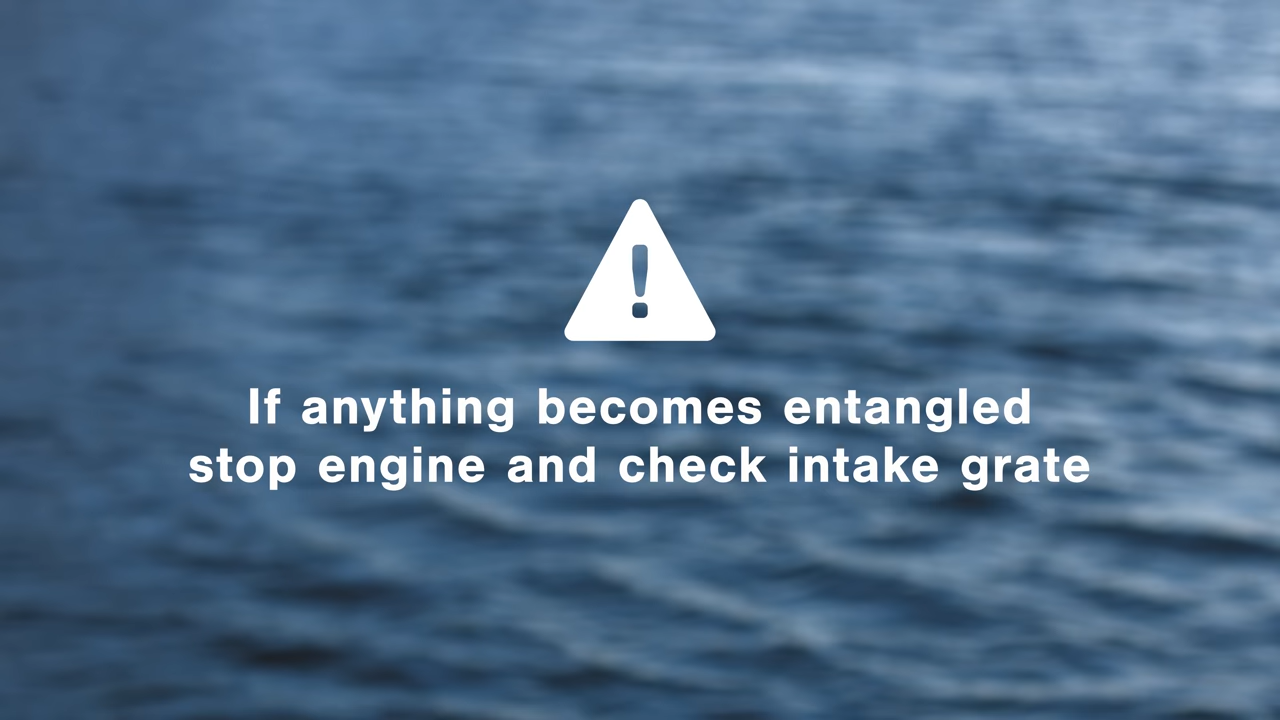 If anything becomes entangled
stop engine and check intake grate